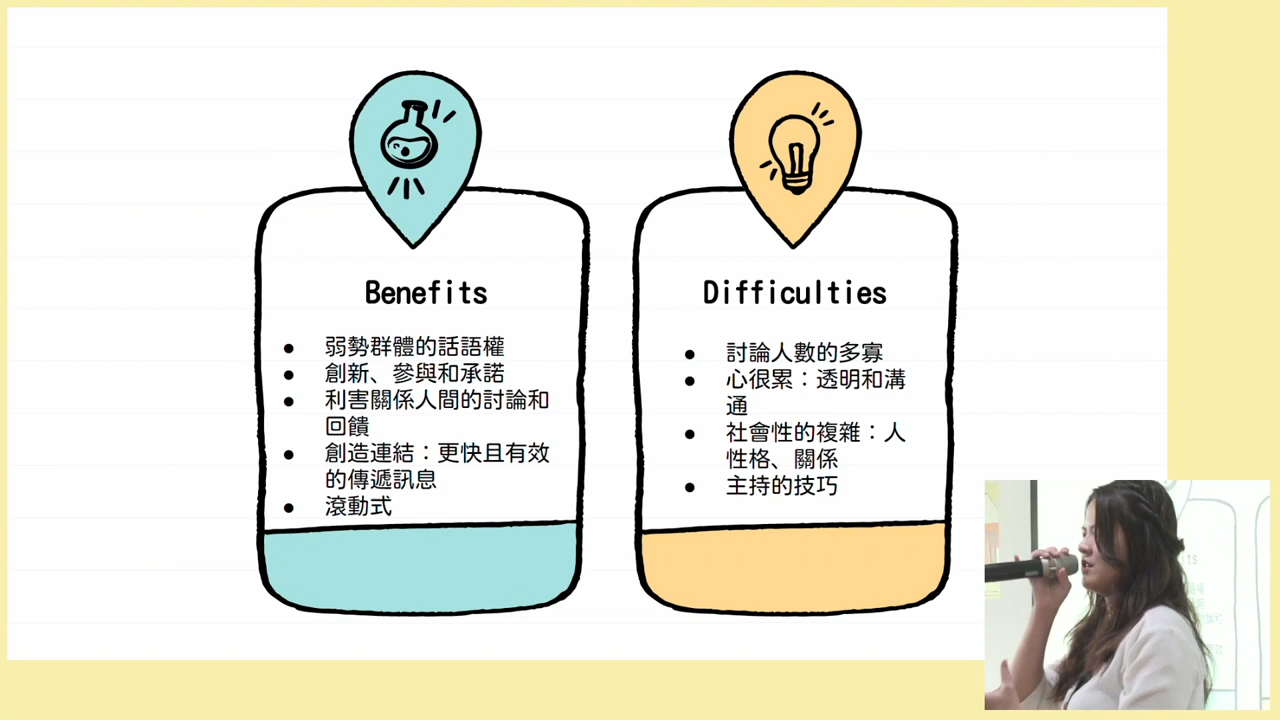 Benefits
弱勢群體的話語權
創新、參與和承諾
利害關係人間的討論和
回饋
創造連結：更快且有效
的傳遞訊息
滾動式
Difficulties
討論人數的多寡
心很累：透明和溝
通
社會性的複雜：人
性格、關係
主持的技巧